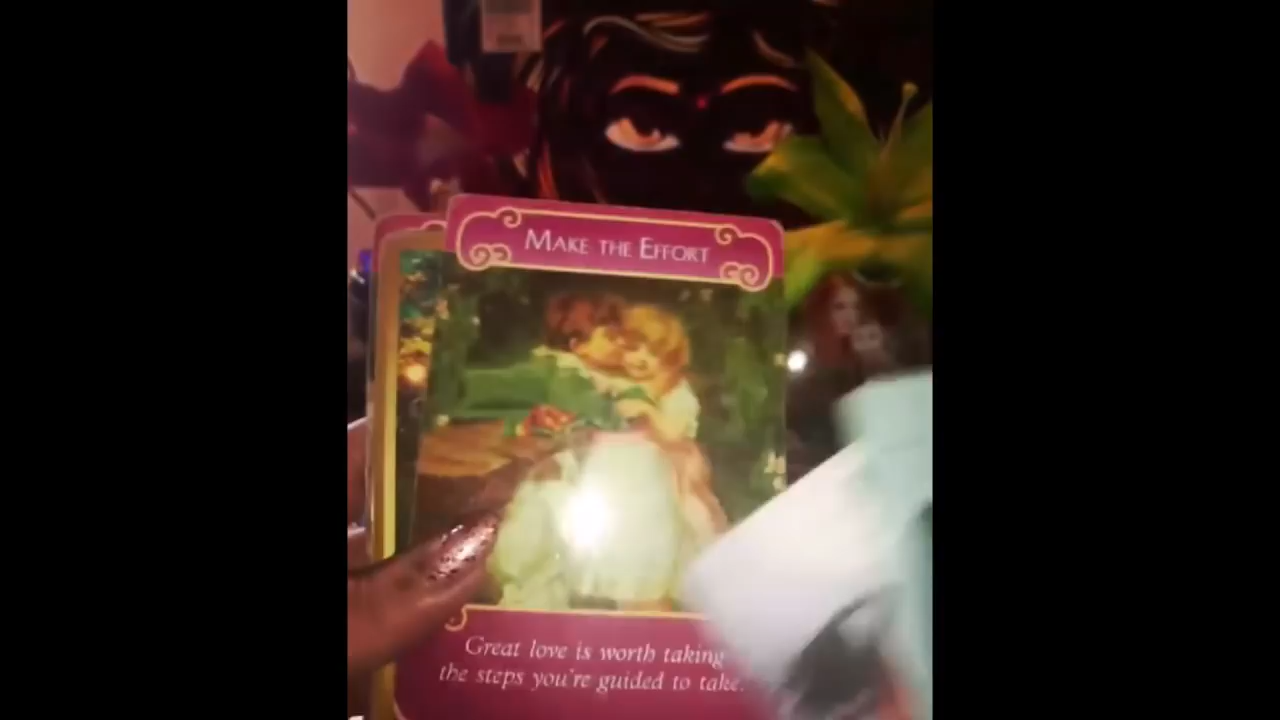 MAKE THE EFFORT
Great love is worth taking
the steps you're guided to take.